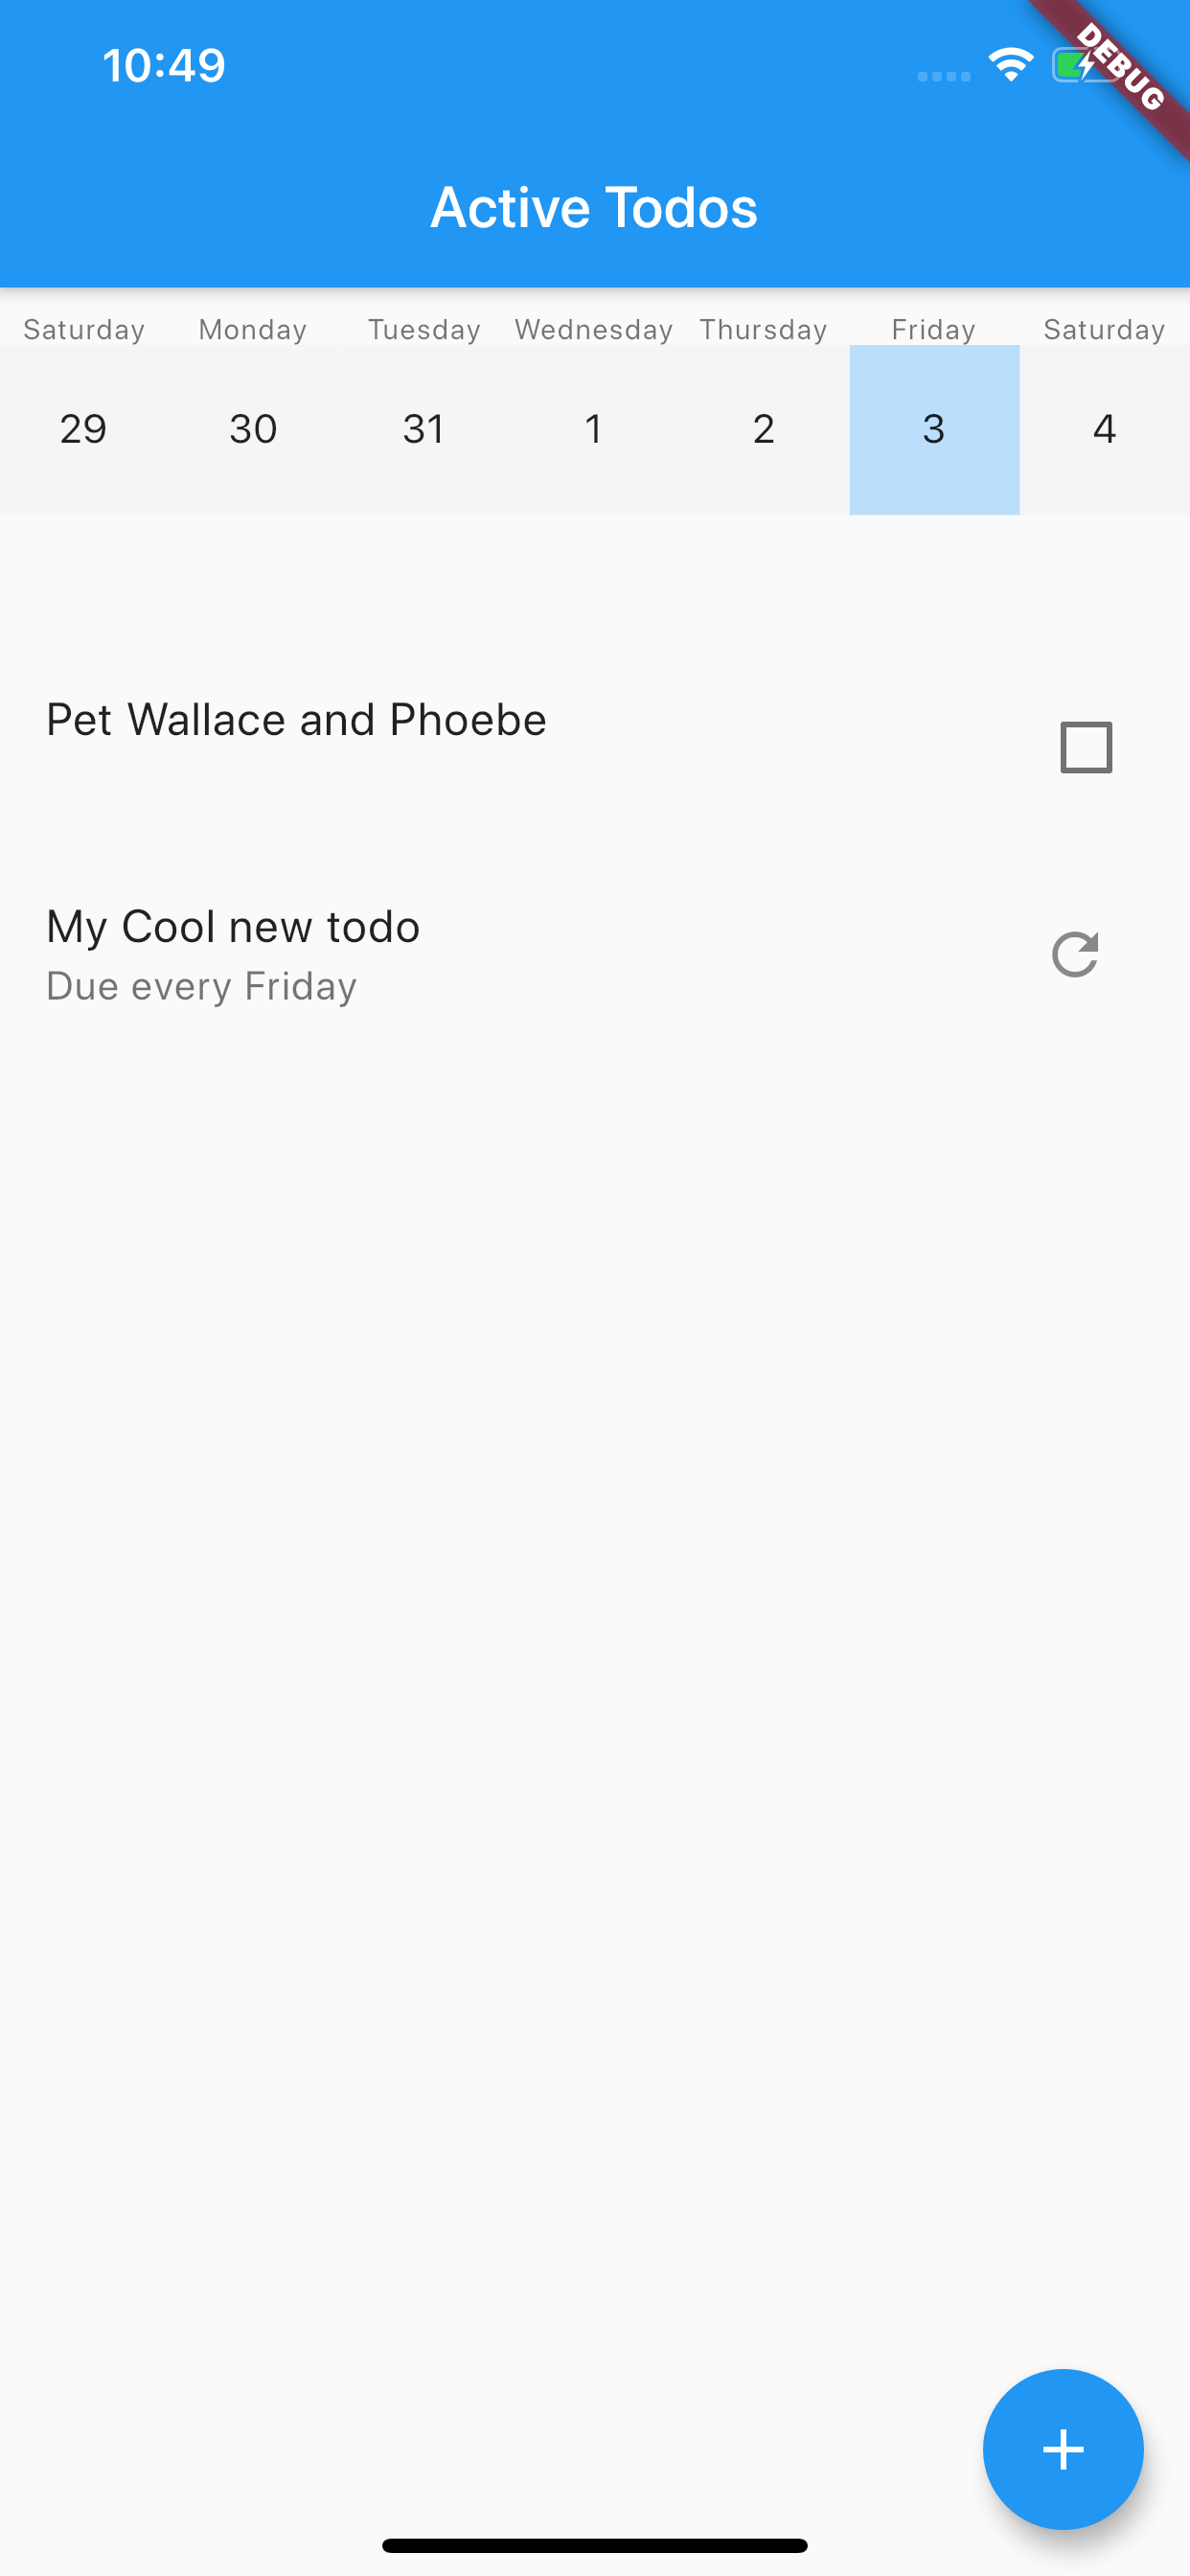 10:49
DEBUG
Active Todos
Saturday Monday Tuesday Wednesday Thursday Friday Saturday
29 30 31 1 2 3 4
Pet Wallace and Phoebe
My Cool new todo
Due every Friday
+